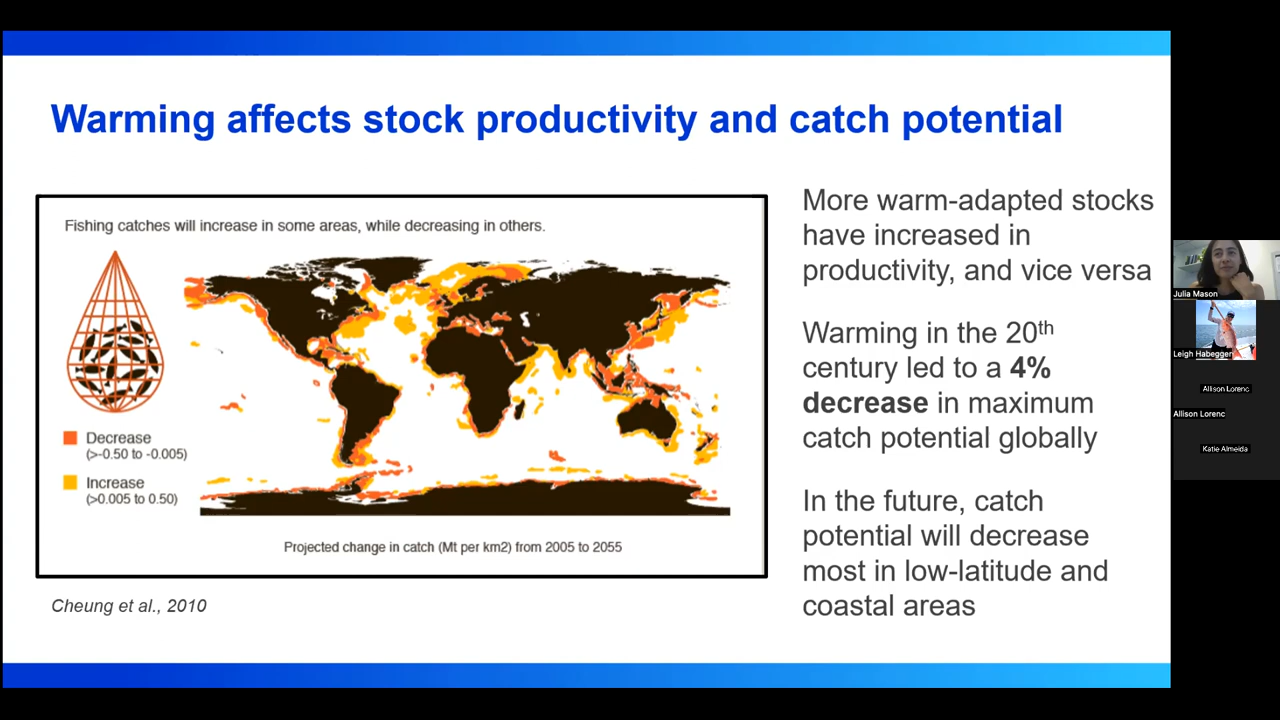 Warming affects stock productivity and catch potential
Fishing catches will increase in some areas, while decreasing in others.
Decrease
(>-0.50 to -0.005)
Increase
(>0.005 to 0.50)
Projected change in catch (Mt per km2) from 2005 to 2055
Cheung et al., 2010
More warm-adapted stocks
have increased in
productivity, and vice versa
Warming in the 20th
century led to a 4%
decrease in maximum
catch potential globally
In the future, catch
potential will decrease
most in low-latitude and
coastal areas
Julia Mason
Leigh Habegger
Allison Lorenc
Allison Lorenc
Katie Almeida